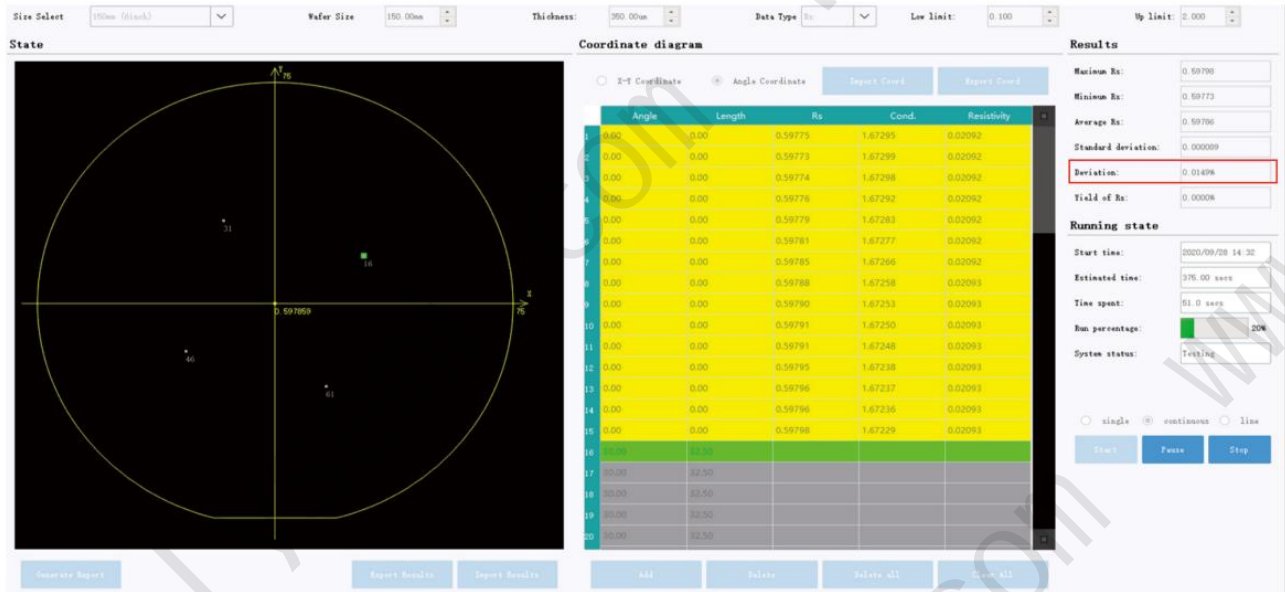 Size Select 150mm (6inch) Wafer Size 150.00mm Thickness: 350.00um Data Type Rs Low limit: 0.100 Up limit: 2.000
State
Y
75
31
16
X
75
0.597859
46
61
Generate Report Export Results Import Results
Coordinate diagram
X-Y Coordinate Angle Coordinate Import Coord. Export Coord
Angle Length Rs Cond. Resistivity
1 0.00 0.00 0.59775 1.67295 0.02092
2 0.00 0.00 0.59773 1.67299 0.02092
3 0.00 0.00 0.59774 1.67298 0.02092
4 0.00 0.00 0.59776 1.67292 0.02092
5 0.00 0.00 0.59779 1.67283 0.02092
6 0.00 0.00 0.59781 1.67277 0.02092
7 0.00 0.00 0.59785 1.67266 0.02092
8 0.00 0.00 0.59788 1.67258 0.02093
9 0.00 0.00 0.59790 1.67253 0.02093
10 0.00 0.00 0.59791 1.67250 0.02093
11 0.00 0.00 0.59791 1.67248 0.02093
12 0.00 0.00 0.59795 1.67238 0.02093
13 0.00 0.00 0.59796 1.67237 0.02093
14 0.00 0.00 0.59796 1.67236 0.02093
15 0.00 0.00 0.59798 1.67229 0.02093
16 30.00 32.50
17 30.00 32.50
18 30.00 32.50
19 30.00 32.50
20 30.00 32.50
Add Delete Delete all Clear All
Results
Maximum Rs: 0.59798
Minimum Rs: 0.59773
Average Rs: 0.59786
Standard deviation: 0.000089
Deviation: 0.0149%
Yield of Rs: 0.0000%
Running state
Start time: 2020/09/28 14:32
Estimated time: 375.00 secs
Time spent: 51.0 secs
Run percentage: 20%
System status: Testing
single continuous line
Start Pause Stop